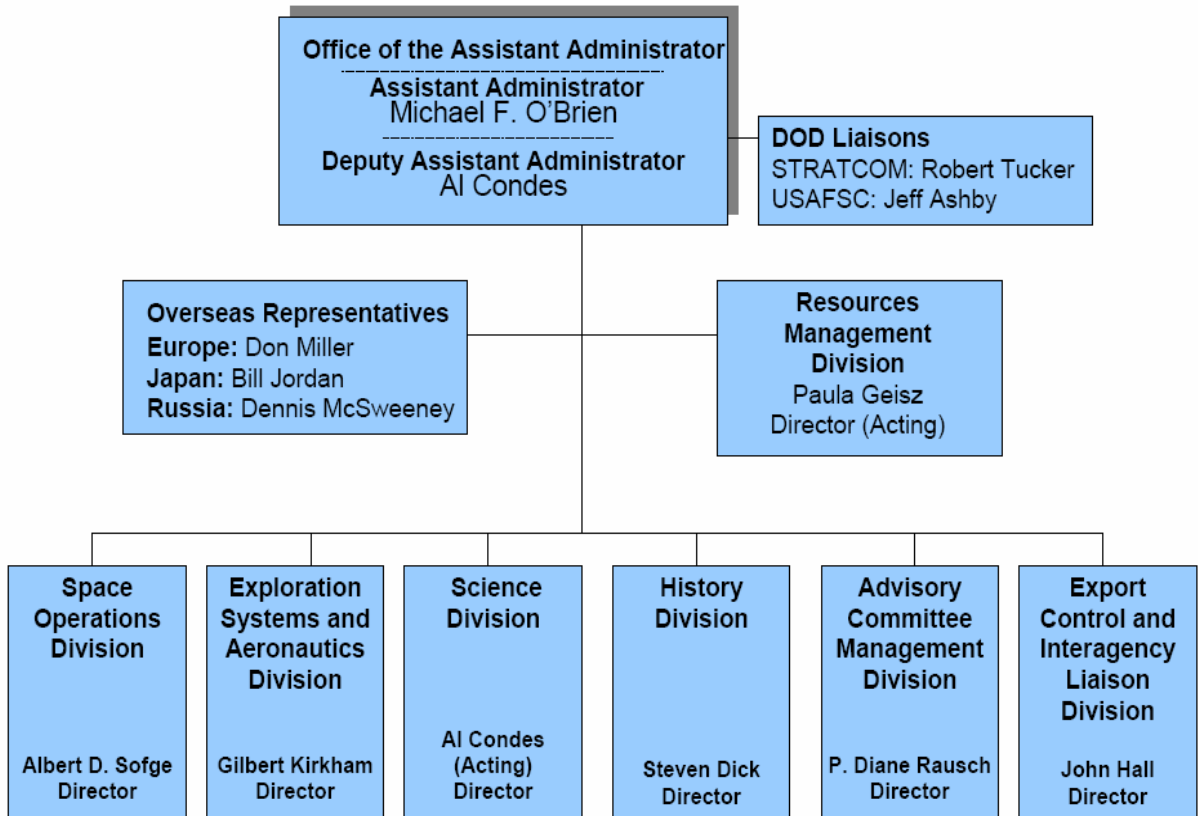 Office of the Assistant Administrator
Assistant Administrator
Michael F. O'Brien
Deputy Assistant Administrator
Al Condes
DOD Liaisons
STRATCOM: Robert Tucker
USAFSC: Jeff Ashby
Overseas Representatives
Europe: Don Miller
Japan: Bill Jordan
Russia: Dennis McSweeney
Resources
Management
Division
Paula Geisz
Director (Acting)
Space
Operations
Division
Albert D. Sofge
Director
Exploration
Systems and
Aeronautics
Division
Gilbert Kirkham
Director
Science
Division
Al Condes
(Acting)
Director
History
Division
Steven Dick
Director
Advisory
Committee
Management
Division
P. Diane Rausch
Director
Export
Control and
Interagency
Liaison
Division
John Hall
Director